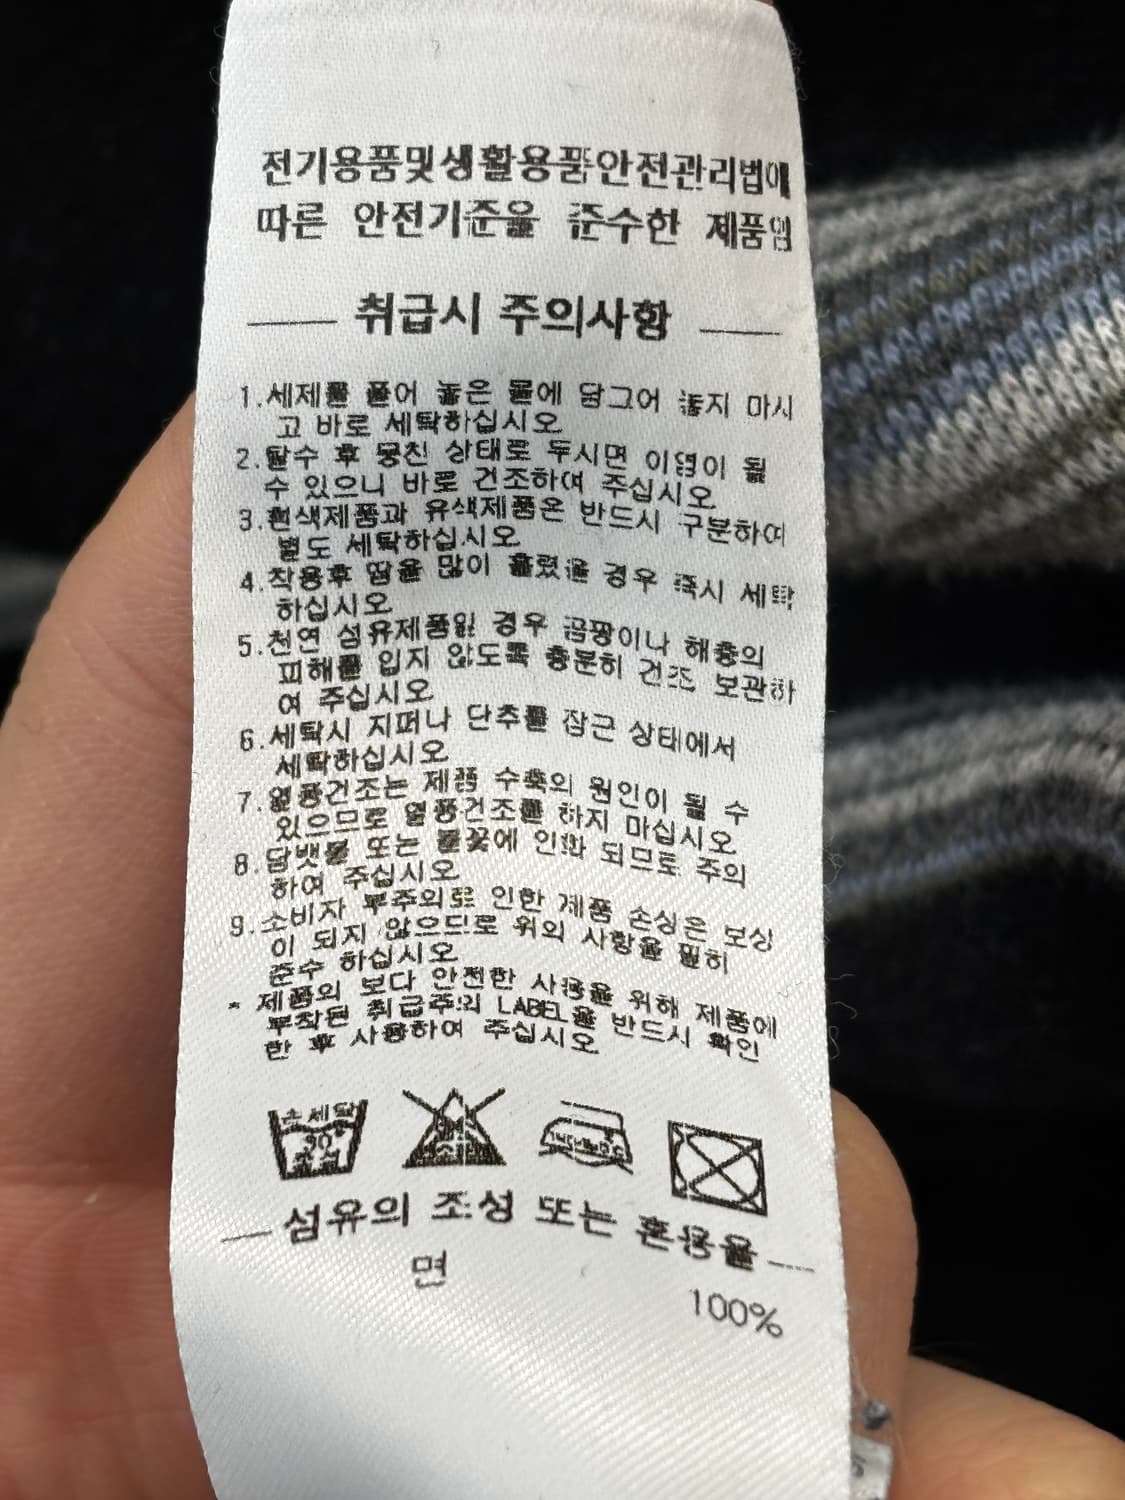 전기용품및생활용품안전관리법에
따른 안전기준을 준수한 제품임
취급시 주의사항
1.세제를 풀어 놓은 물에 담그어 놓지 마시
고 바로 세탁하십시오
2.탈수 후 뭉친 상태로 두시면 이염이 될
수 있으니 바로 건조하여 주십시오
3.흰색제품과 유색제품은 반드시 구분하여
별도 세탁하십시오
4.착용후 땀을 많이 흘렸을 경우 즉시 세탁
하십시오
5.천연 섬유제품일 경우 곰팡이나 해충의
피해를 입지 않도록 충분히 건조 보관하
여 주십시오
6.세탁시 지퍼나 단추를 잠근 상태에서
세탁하십시오
7.열풍건조는 제품 수축의 원인이 될 수
있으므로 열풍건조를 하지 마십시오
8.담뱃불 또는 불꽃에 인화 되므로 주의
하여 주십시오
9.소비자 부주의로 인한 제품 손상은 보상
이 되지 않으므로 위의 사항을 필히
준수 하십시오
* 제품의 보다 안전한 사용을 위해 제품에
부착된 취급주의 LABEL을 반드시 확인
한 후 사용하여 주십시오
손세탁
30°
중성
섬유의 조성 또는 혼용율
면
100%